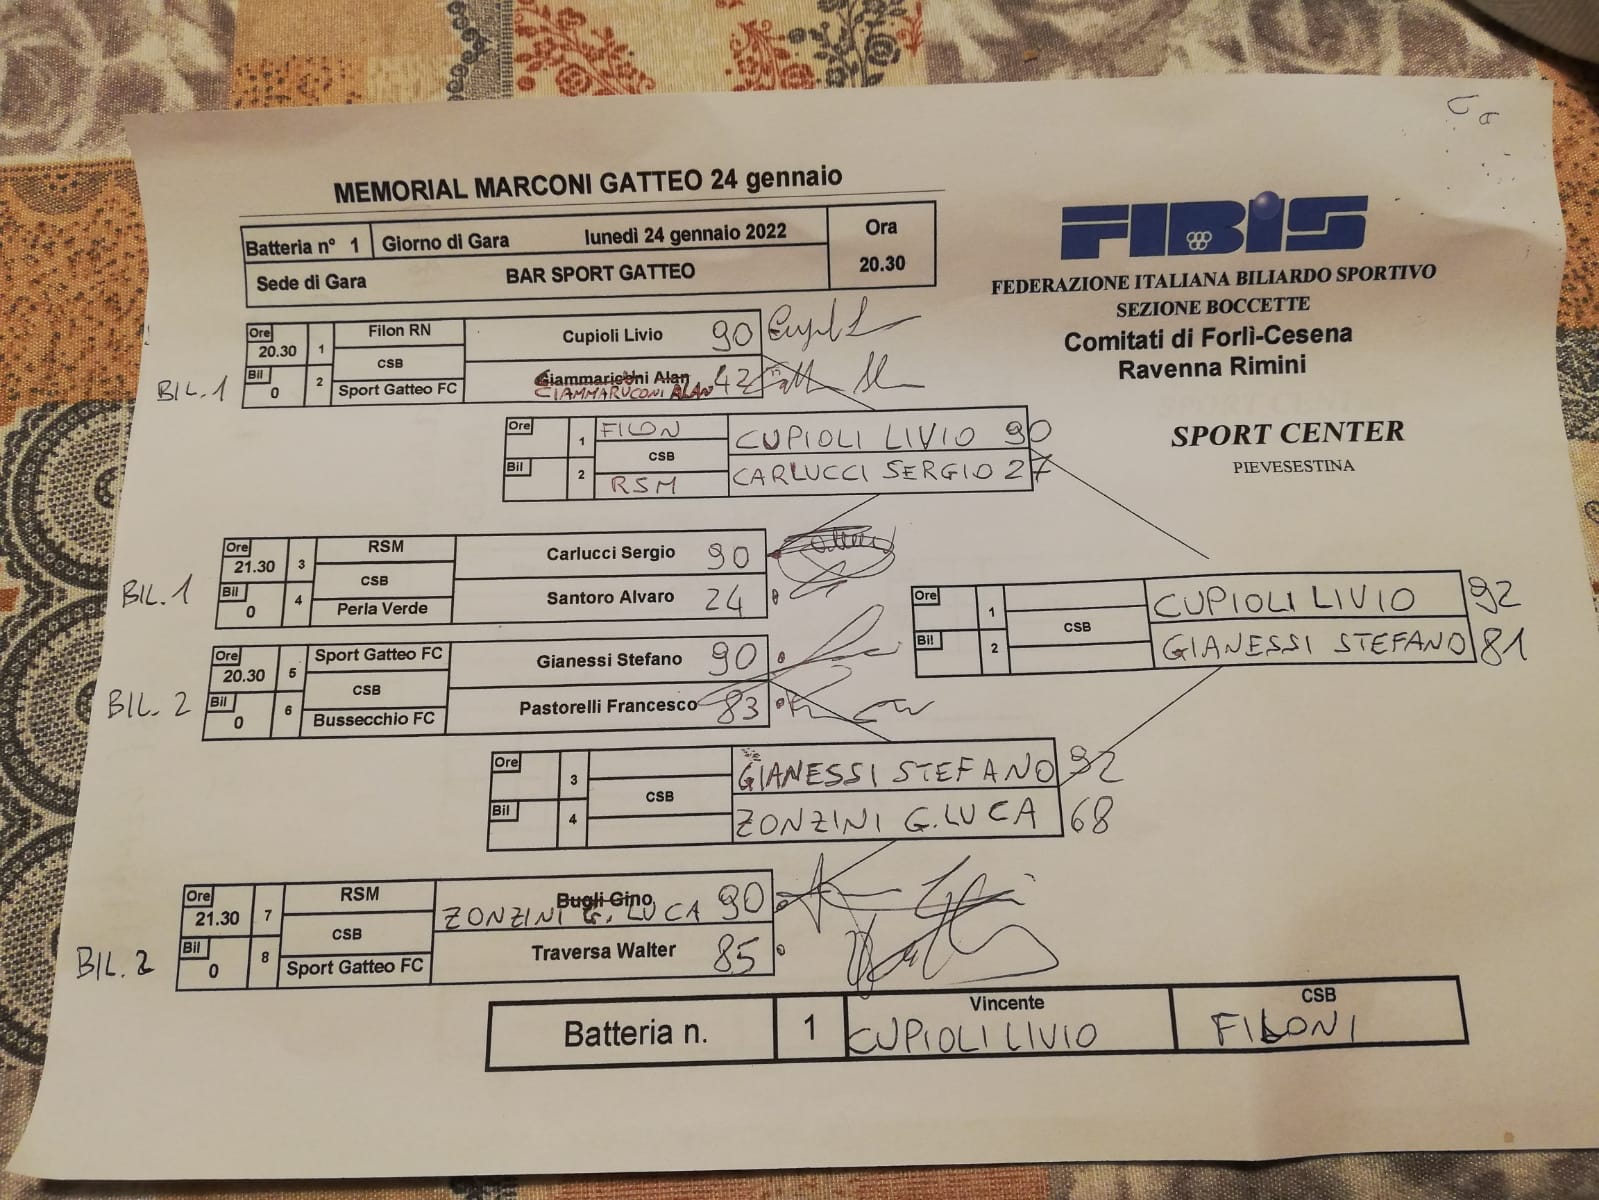 MEMORIAL MARCONI GATTEO 24 gennaio
Batteria n° 1 Giorno di Gara lunedì 24 gennaio 2022 Ora
Sede di Gara BAR SPORT GATTEO 20.30
FIBIS
FEDERAZIONE ITALIANA BILIARDO SPORTIVO
SEZIONE BOCCETTE
Comitati di Forlì-Cesena
Ravenna Rimini
SPORT CENTER
PIEVESESTINA
BIL. 1
Ore 20.30 1 Filon RN Cupioli Livio 90
CSB
Bil 0 2 Sport Gatteo FC Giammariconi Alan 42
GIAMMARUCONI ALAN
Ore 1 FILON CUPIOLI LIVIO 90
CSB
Bil 2 RSM CARLUCCI SERGIO 27
BIL. 1
Ore 21.30 3 RSM Carlucci Sergio 90
CSB
Bil 0 4 Perla Verde Santoro Alvaro 24
Ore 1 CUPIOLI LIVIO 92
CSB
Bil 2 GIANESSI STEFANO 81
BIL. 2
Ore 20.30 5 Sport Gatteo FC Gianessi Stefano 90
CSB
Bil 0 6 Bussecchio FC Pastorelli Francesco 83
Ore 3 GIANESSI STEFANO 92
CSB
Bil 4 ZONZINI G.LUCA 68
BIL. 2
Ore 21.30 7 RSM Bugli Gino
ZONZINI G. LUCA 90
CSB
Bil 0 8 Sport Gatteo FC Traversa Walter 85
Batteria n. 1 Vincente CSB
CUPIOLI LIVIO FILONI